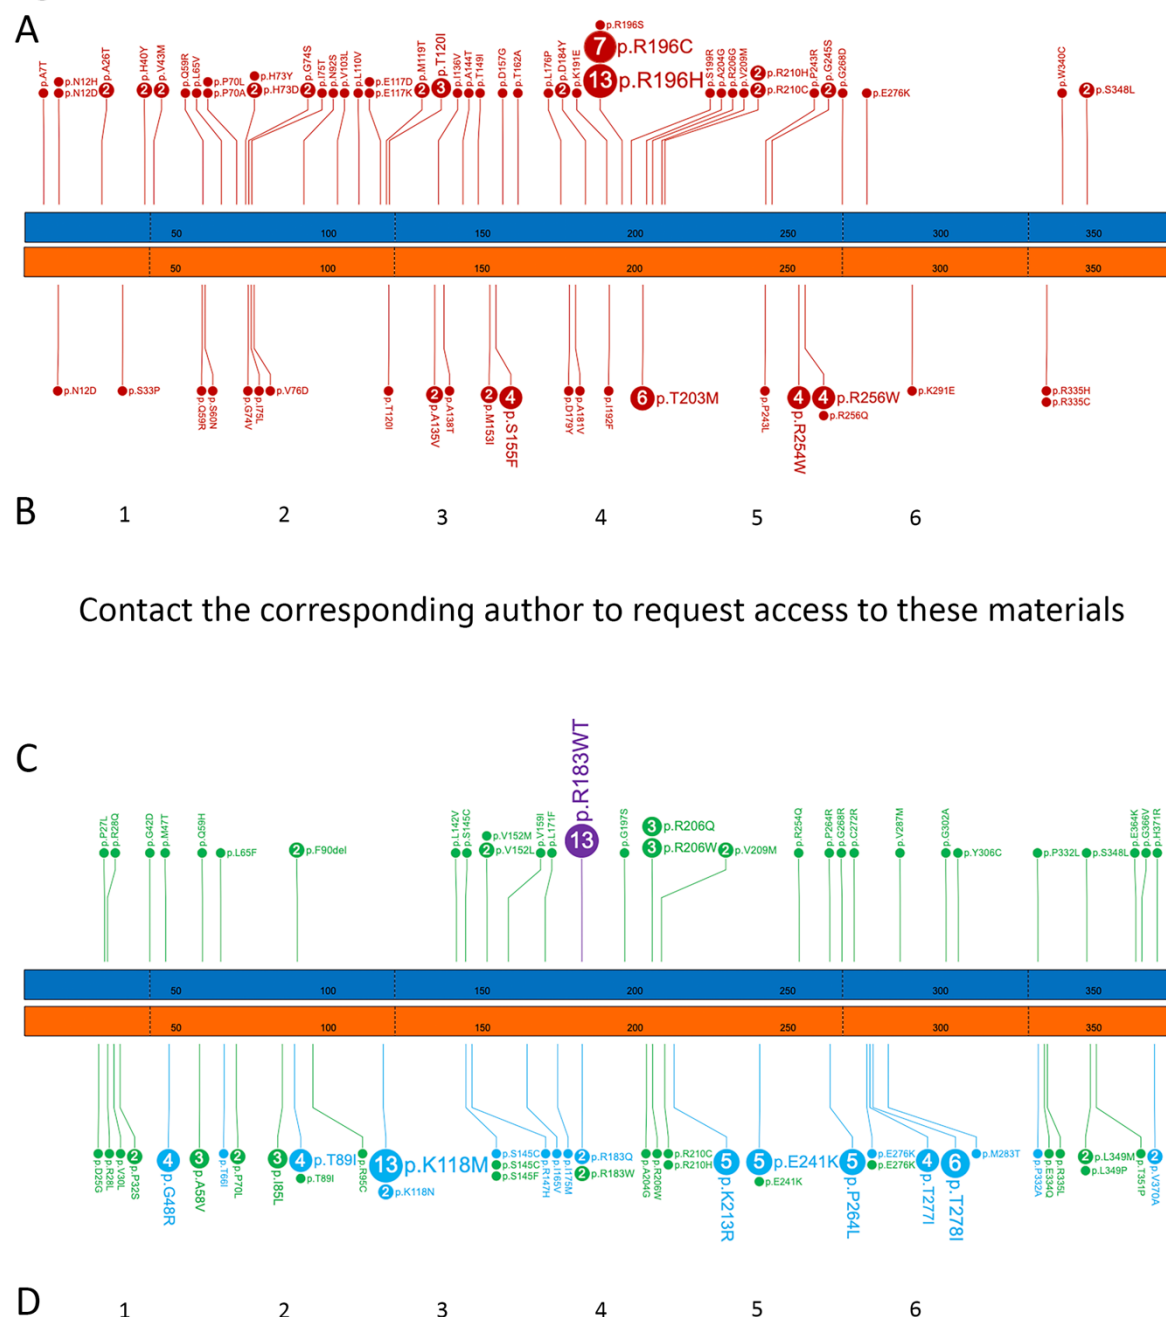 A
p.A7T
p.N12H
p.N12D
p.A26T
2
p.H40Y
2
p.V43M
2
p.Q59R
p.L65V
p.P70L
p.P70A
p.H73Y
2
p.H73D
p.G74S
2
p.I75T
p.N92S
p.V103L
p.L110V
p.E117D
p.E117K
p.M119T
2
p.T120I
3
p.I136V
p.A144T
p.T149I
p.D157G
p.T162A
p.L176P
p.D184Y
2
p.K191E
p.R196S
7 p.R196C
13 p.R196H
p.S199R
p.A204G
p.R206G
p.V209M
2 p.R210H
2 p.R210C
p.P243R
p.G245S
2
p.G268D
p.E276K
p.W340C
2 p.S348L
50 100 150 200 250 300 350
50 100 150 200 250 300 350
p.N12D
p.S33P
p.Q59R
p.S60N
p.G74V
p.I75L
p.V76D
p.T120I
2
p.A135V
p.A138T
2
p.M153I
4
p.S155F
p.D179Y
p.A181V
p.I192F
6 p.T203M
p.P243L
4
p.R254W
4 p.R256W
p.R256Q
p.K291E
p.R335H
p.R335C
B
1 2 3 4 5 6
Contact the corresponding author to request access to these materials
C
p.P27L
p.R28Q
p.G42D
p.M47T
p.Q59H
p.L65F
2 p.F90del
p.L142V
p.S145C
p.V152M
2 p.V152L
p.V159I
p.L171F
p.R183WT
13
p.G197S
3 p.R206Q
3 p.R206W
2 p.V209M
p.R254Q
p.P264R
p.G268R
p.C272R
p.V287M
p.G302A
p.Y306C
p.P332L
p.S348L
p.E364K
p.G366V
p.H371R
50 100 150 200 250 300 350
50 100 150 200 250 300 350
p.D25G
p.R28L
p.V30L
2
p.P32S
4
p.G48R
3
p.A58V
p.T66I
2
p.P70L
3
p.I85L
4 p.T89I
p.T89I
p.R95C
13 p.K118M
2 p.K118N
p.S145C
p.S145C
p.S145F
p.R147H
p.I165V
p.I175M
2 p.R183Q
2 p.R183W
p.A204G
p.R206W
p.R210C
p.R210H
5
p.K213R
5 p.E241K
p.E241K
5
p.P264L
p.E276K
p.E276K
4
p.T277I
6
p.T278I
p.M283T
p.P332A
p.R334Q
p.R335L
2 p.L349M
p.L349P
p.T351P
2
p.V370A
D
1 2 3 4 5 6